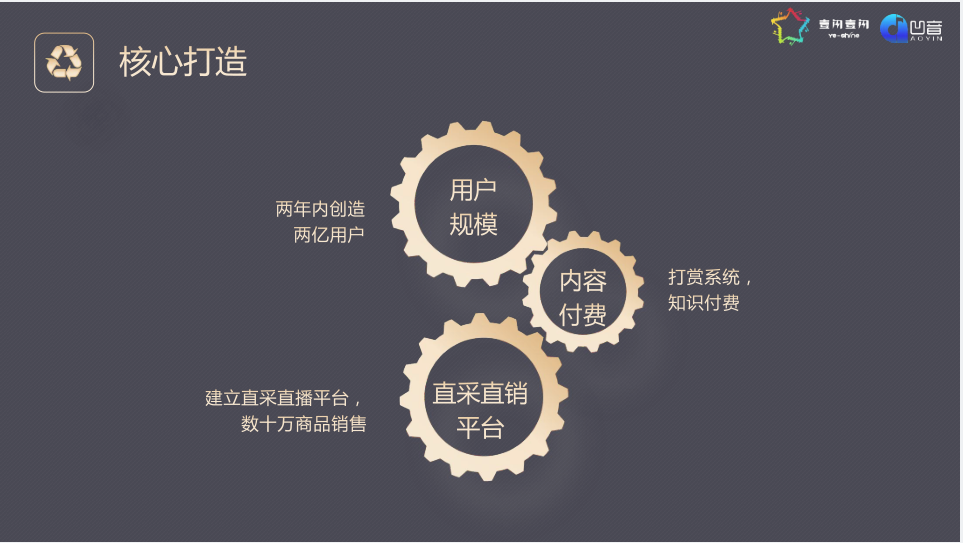 核心打造
壹闪壹闪
ye-shine
凹音
AOYIN
用户
规模
两年内创造
两亿用户
内容
付费
打赏系统，
知识付费
直采直销
平台
建立直采直播平台，
数十万商品销售